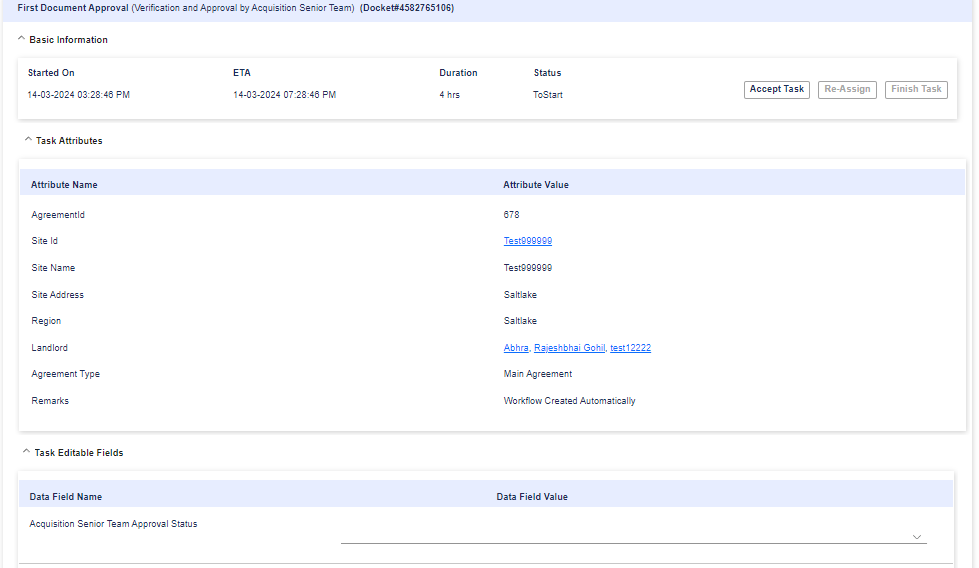 First Document Approval (Verification and Approval by Acquisition Senior Team) (Docket#4582765106)
Basic Information
Started On ETA Duration Status
14-03-2024 03:28:46 PM 14-03-2024 07:28:46 PM 4 hrs ToStart Accept Task Re-Assign Finish Task
Task Attributes
Attribute Name Attribute Value
AgreementId 678
Site Id Test999999
Site Name Test999999
Site Address Saltlake
Region Saltlake
Landlord Abhra, Rajeshbhai Gohil, test12222
Agreement Type Main Agreement
Remarks Workflow Created Automatically
Task Editable Fields
Data Field Name Data Field Value
Acquisition Senior Team Approval Status